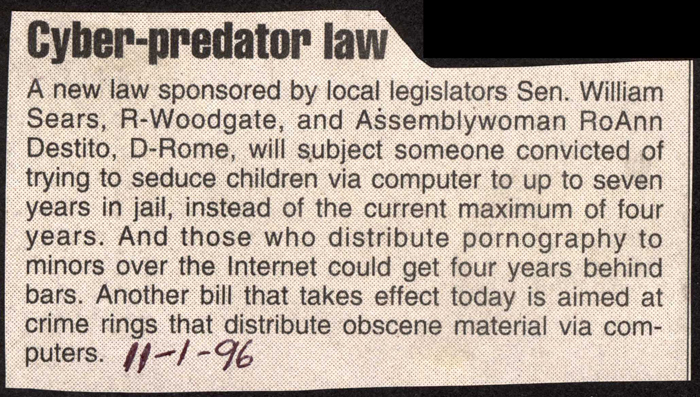 Cyber-predator law
A new law sponsored by local legislators Sen. William
Sears, R-Woodgate, and Assemblywoman RoAnn
Destito, D-Rome, will subject someone convicted of
trying to seduce children via computer to up to seven
years in jail, instead of the current maximum of four
years. And those who distribute pornography to
minors over the Internet could get four years behind
bars. Another bill that takes effect today is aimed at
crime rings that distribute obscene material via com-
puters. 11-1-96